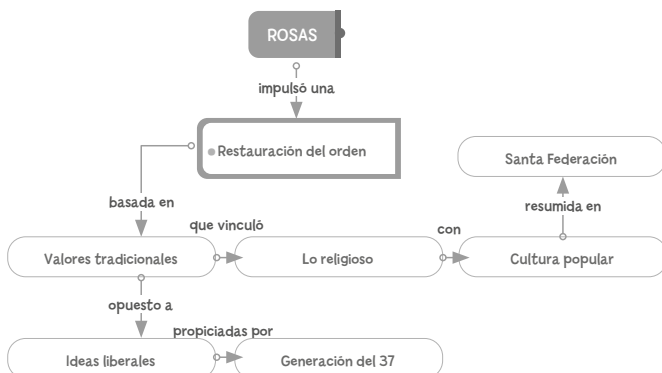 ROSAS
impulsó una
Restauración del orden
Santa Federación
basada en
resumida en
que vinculó
con
Valores tradicionales
Lo religioso
Cultura popular
opuesto a
propiciadas por
Ideas liberales
Generación del 37